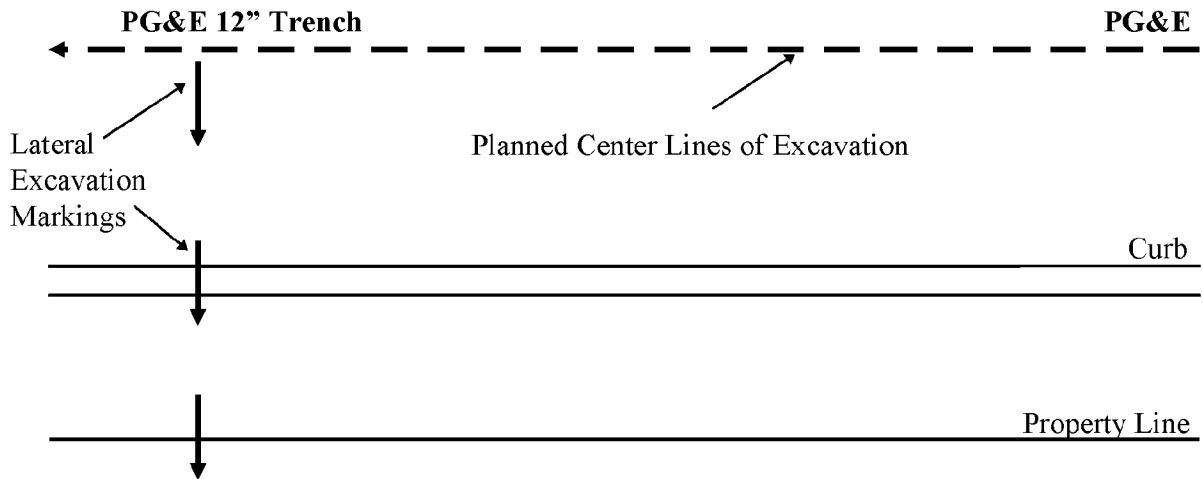 PG&E 12” Trench
PG&E
Lateral
Excavation
Markings
Planned Center Lines of Excavation
Curb
Property Line